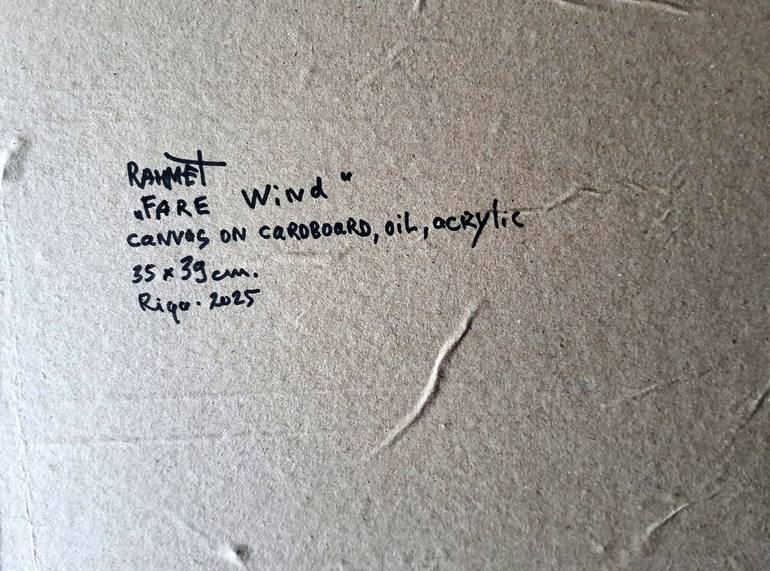 RAHMET
„FARE WiNd"
CANVAS ON CARDBOARD, OiL, ACRYLiC
35 x 39 cm.
Riga. 2025